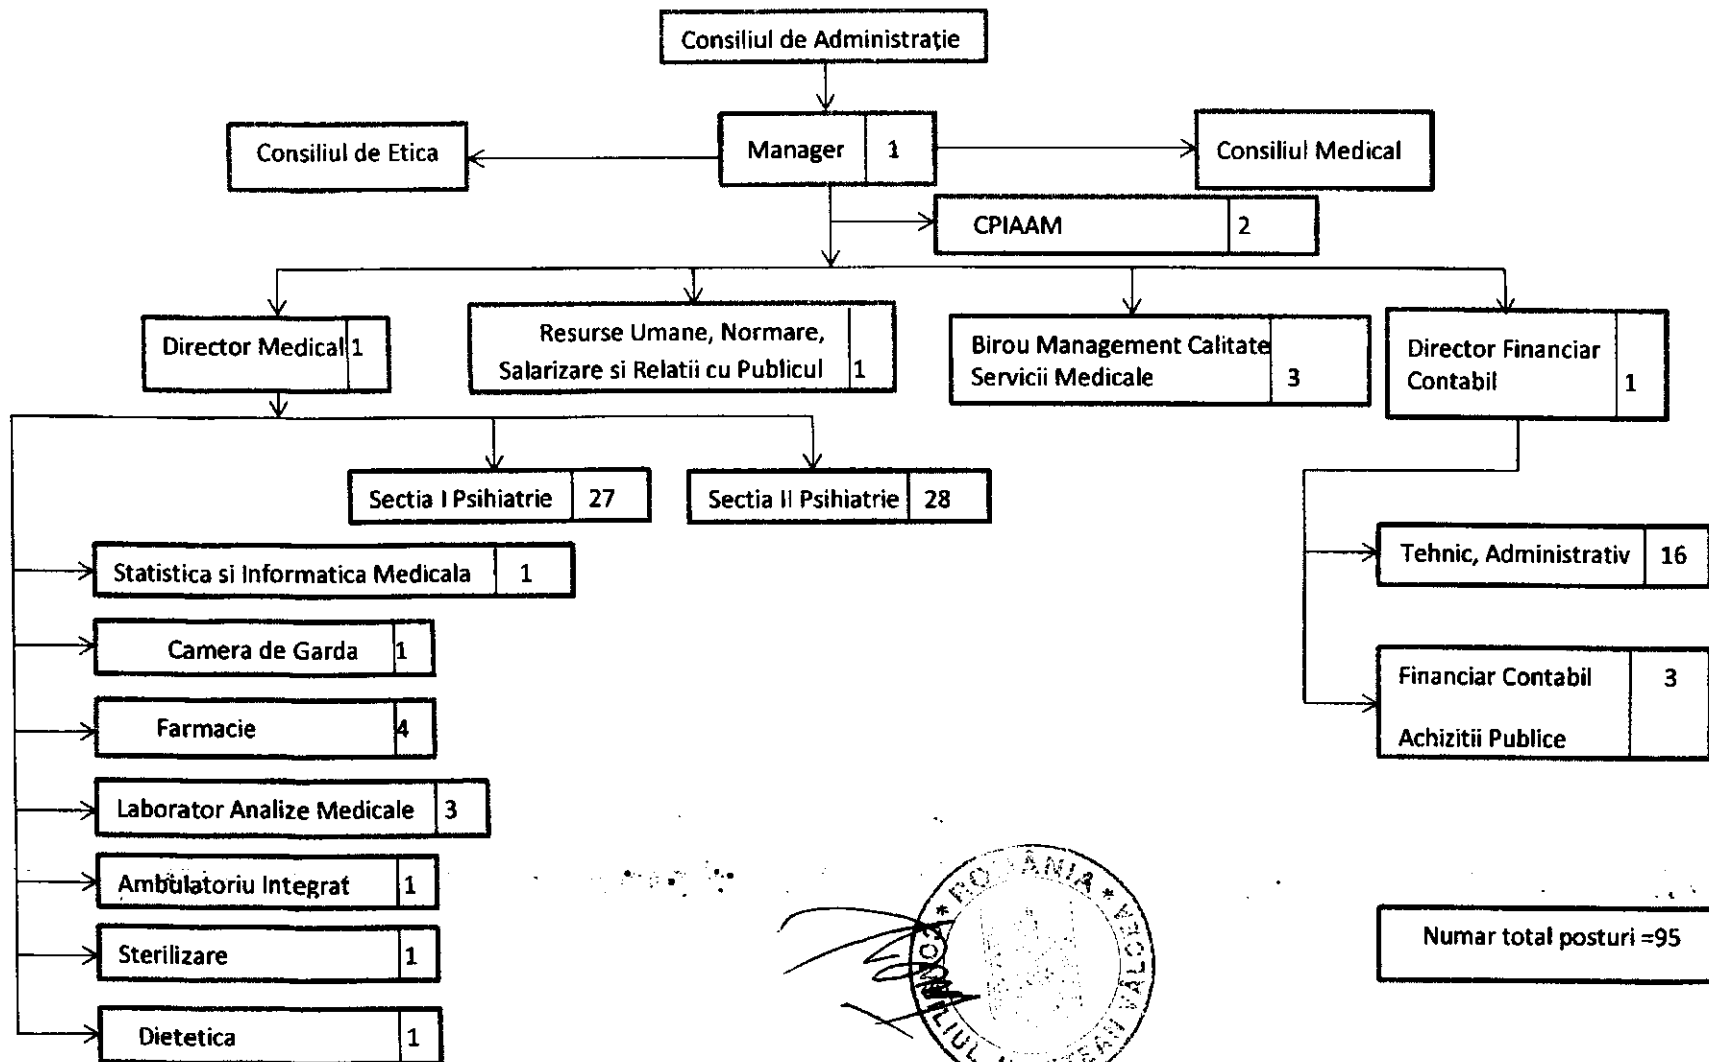 Consiliul de Administrație
Consiliul de Etica
Manager 1
Consiliul Medical
CPIAAM 2
Director Medical 1
Resurse Umane, Normare,
Salarizare si Relatii cu Publicul 1
Birou Management Calitate
Servicii Medicale 3
Director Financiar
Contabil 1
Sectia I Psihiatrie 27
Sectia II Psihiatrie 28
Tehnic, Administrativ 16
Statistica si Informatica Medicala 1
Camera de Garda 1
Financiar Contabil 3
Achizitii Publice
Farmacie 4
Laborator Analize Medicale 3
Ambulatoriu Integrat 1
Sterilizare 1
Dietetica 1
Numar total posturi =95